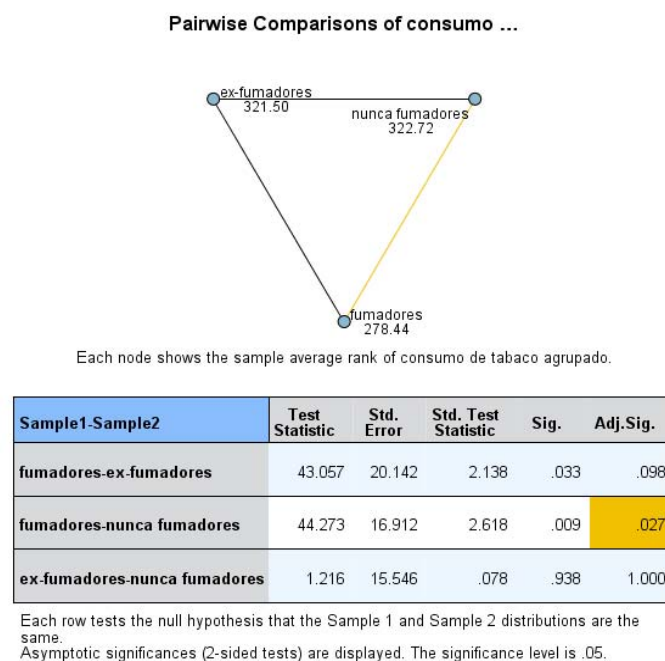 Pairwise Comparisons of consumo ...
ex-fumadores
321.50
nunca fumadores
322.72
fumadores
278.44
Each node shows the sample average rank of consumo de tabaco agrupado.
Sample1-Sample2 Test Statistic Std. Error Std. Test Statistic Sig. Adj.Sig.
fumadores-ex-fumadores 43.057 20.142 2.138 .033 .098
fumadores-nunca fumadores 44.273 16.912 2.618 .009 .027
ex-fumadores-nunca fumadores 1.216 15.546 .078 .938 1.000
Each row tests the null hypothesis that the Sample 1 and Sample 2 distributions are the
same.
Asymptotic significances (2-sided tests) are displayed. The significance level is .05.